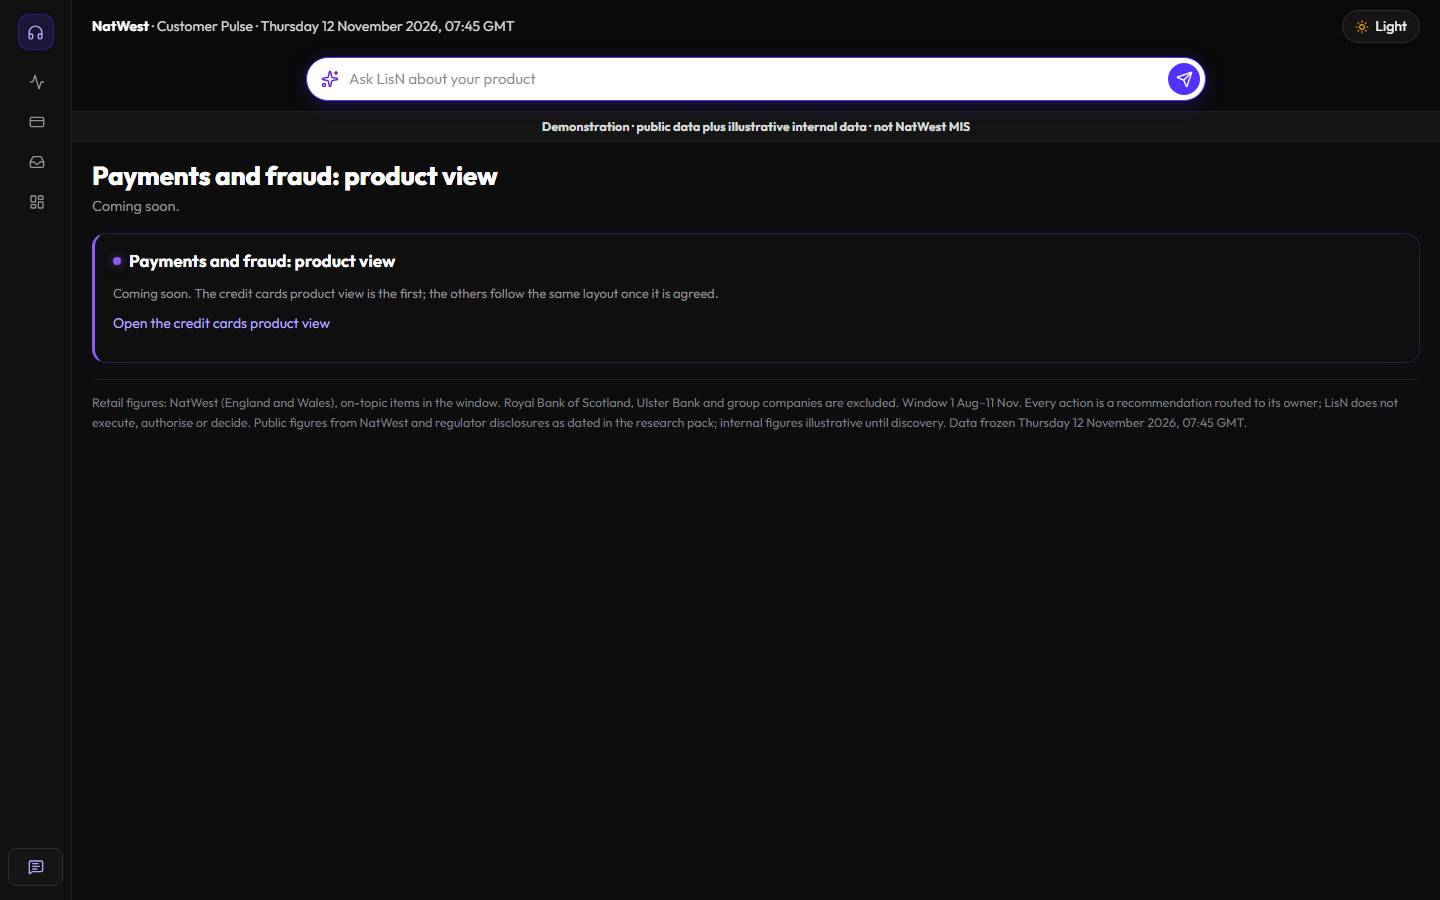 NatWest · Customer Pulse · Thursday 12 November 2026, 07:45 GMT
Light
Ask LisN about your product
Demonstration · public data plus illustrative internal data · not NatWest MIS
Payments and fraud: product view
Coming soon.
Payments and fraud: product view
Coming soon. The credit cards product view is the first; the others follow the same layout once it is agreed.
Open the credit cards product view
Retail figures: NatWest (England and Wales), on-topic items in the window. Royal Bank of Scotland, Ulster Bank and group companies are excluded. Window 1 Aug–11 Nov. Every action is a recommendation routed to its owner; LisN does not
execute, authorise or decide. Public figures from NatWest and regulator disclosures as dated in the research pack; internal figures illustrative until discovery. Data frozen Thursday 12 November 2026, 07:45 GMT.